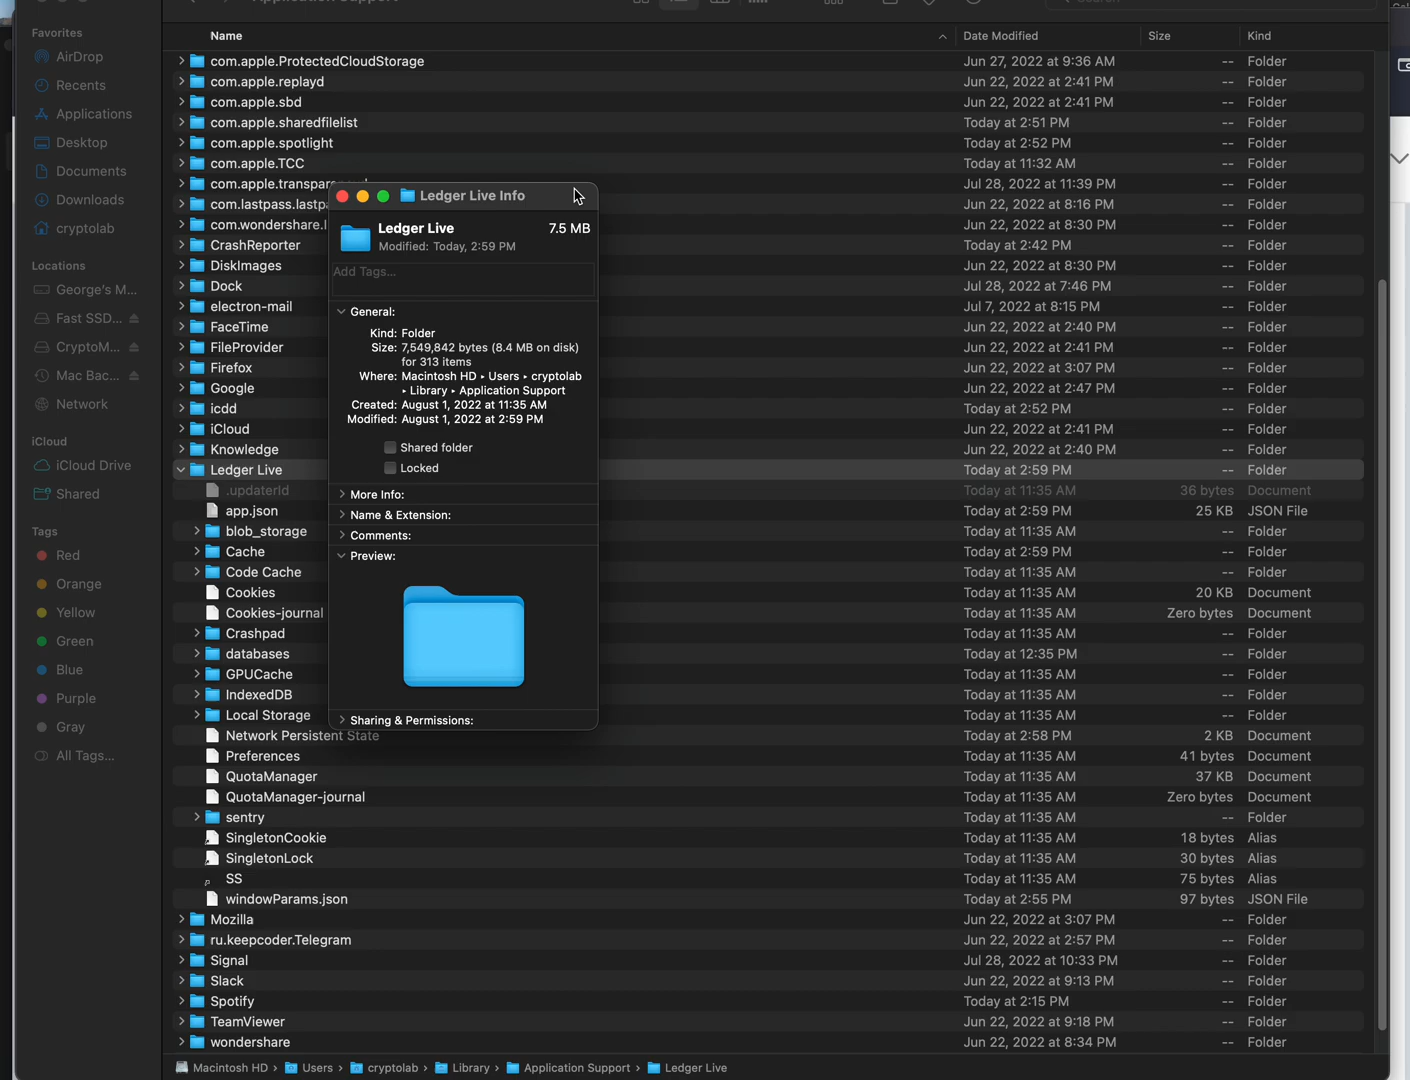 Favorites
AirDrop
Recents
Applications
Desktop
Documents
Downloads
cryptolab
Locations
George's M...
Fast SSD...
CryptoM...
Mac Bac...
Network
iCloud
iCloud Drive
Shared
Tags
Red
Orange
Yellow
Green
Blue
Purple
Gray
All Tags...
Name Date Modified Size Kind
com.apple.ProtectedCloudStorage Jun 27, 2022 at 9:36 AM -- Folder
com.apple.replayd Jun 22, 2022 at 2:41 PM -- Folder
com.apple.sbd Jun 22, 2022 at 2:41 PM -- Folder
com.apple.sharedfilelist Today at 2:51 PM -- Folder
com.apple.spotlight Today at 2:52 PM -- Folder
com.apple.TCC Today at 11:32 AM -- Folder
Jul 28, 2022 at 11:39 PM -- Folder
com.lastpass.lastp Jun 22, 2022 at 8:16 PM -- Folder
com.wondershare. Jun 22, 2022 at 8:30 PM -- Folder
CrashReporter Today at 2:42 PM -- Folder
DiskImages Jun 22, 2022 at 8:30 PM -- Folder
Dock Jul 28, 2022 at 7:46 PM -- Folder
electron-mail Jul 7, 2022 at 8:15 PM -- Folder
FaceTime Jun 22, 2022 at 2:40 PM -- Folder
FileProvider Jun 22, 2022 at 2:41 PM -- Folder
Firefox Jun 22, 2022 at 3:07 PM -- Folder
Google Jun 22, 2022 at 2:47 PM -- Folder
icdd Today at 2:52 PM -- Folder
iCloud Jun 22, 2022 at 2:41 PM -- Folder
Knowledge Jun 22, 2022 at 2:40 PM -- Folder
Ledger Live Today at 2:59 PM -- Folder
.updaterId Today at 11:35 AM 36 bytes Document
app.json Today at 2:59 PM 25 KB JSON File
blob_storage Today at 11:35 AM -- Folder
Cache Today at 2:59 PM -- Folder
Code Cache Today at 11:35 AM -- Folder
Cookies Today at 11:35 AM 20 KB Document
Cookies-journal Today at 11:35 AM Zero bytes Document
Crashpad Today at 11:35 AM -- Folder
databases Today at 12:35 PM -- Folder
GPUCache Today at 11:35 AM -- Folder
IndexedDB Today at 11:35 AM -- Folder
Local Storage Today at 11:35 AM -- Folder
Network Persistent State Today at 2:58 PM 2 KB Document
Preferences Today at 11:35 AM 41 bytes Document
QuotaManager Today at 11:35 AM 37 KB Document
QuotaManager-journal Today at 11:35 AM Zero bytes Document
sentry Today at 11:35 AM -- Folder
SingletonCookie Today at 11:35 AM 18 bytes Alias
SingletonLock Today at 11:35 AM 30 bytes Alias
SS Today at 11:35 AM 75 bytes Alias
windowParams.json Today at 2:55 PM 97 bytes JSON File
Mozilla Jun 22, 2022 at 3:07 PM -- Folder
ru.keepcoder.Telegram Jun 22, 2022 at 2:57 PM -- Folder
Signal Jul 28, 2022 at 10:33 PM -- Folder
Slack Jun 22, 2022 at 9:13 PM -- Folder
Spotify Today at 2:15 PM -- Folder
TeamViewer Jun 22, 2022 at 9:18 PM -- Folder
wondershare Jun 22, 2022 at 8:34 PM -- Folder
Macintosh HD › Users › cryptolab › Library › Application Support › Ledger Live
Ledger Live Info
Ledger Live 7.5 MB
Modified: Today, 2:59 PM
Add Tags...
General:
Kind: Folder
Size: 7,549,842 bytes (8.4 MB on disk)
for 313 items
Where: Macintosh HD ▸ Users ▸ cryptolab
▸ Library ▸ Application Support
Created: August 1, 2022 at 11:35 AM
Modified: August 1, 2022 at 2:59 PM
Shared folder
Locked
More Info:
Name & Extension:
Comments:
Preview:
Sharing & Permissions: